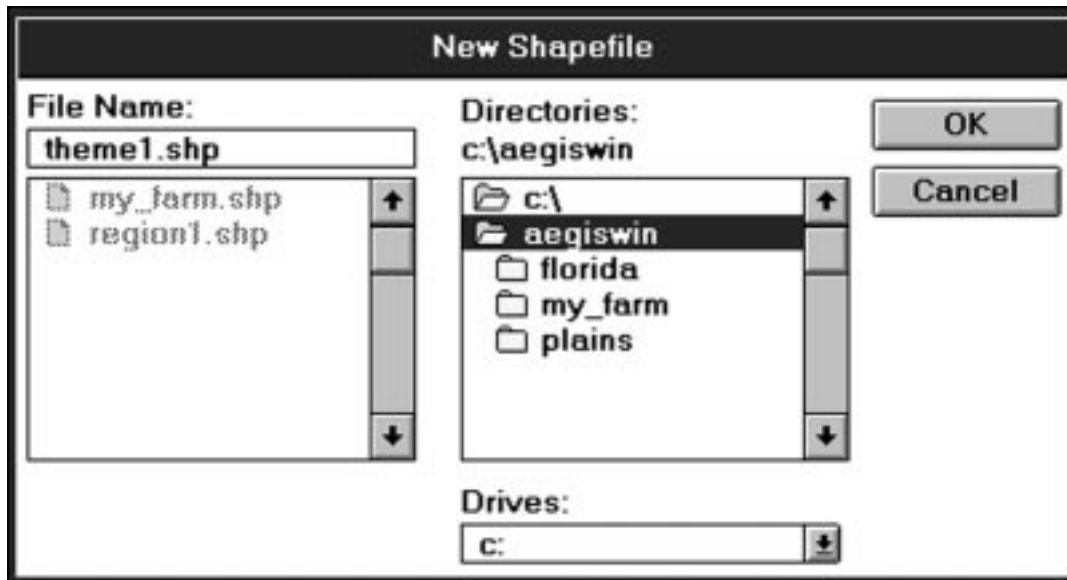 New Shapefile
File Name:
theme1.shp
my_farm.shp
region1.shp
Directories:
c:\aegiswin
c:\
aegiswin
florida
my_farm
plains
Drives:
c:
OK
Cancel